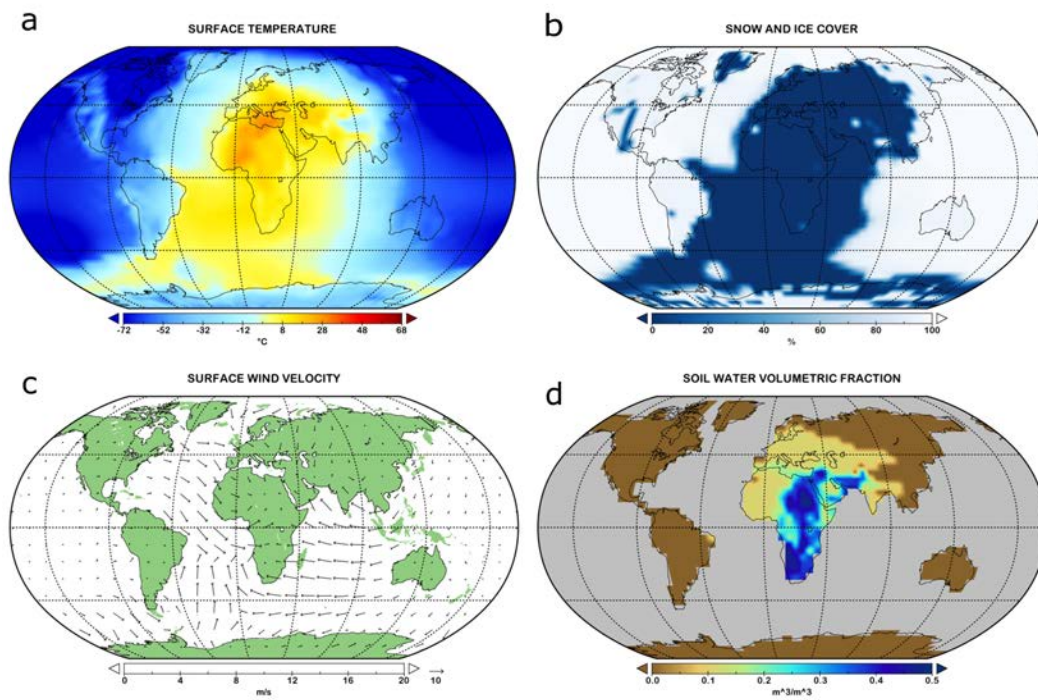 a
SURFACE TEMPERATURE
-72 -52 -32 -12 8 28 48 68
°C
b
SNOW AND ICE COVER
0 20 40 60 80 100
%
c
SURFACE WIND VELOCITY
0 4 8 12 16 20 10
m/s
d
SOIL WATER VOLUMETRIC FRACTION
0.0 0.1 0.2 0.3 0.4 0.5
m^3/m^3